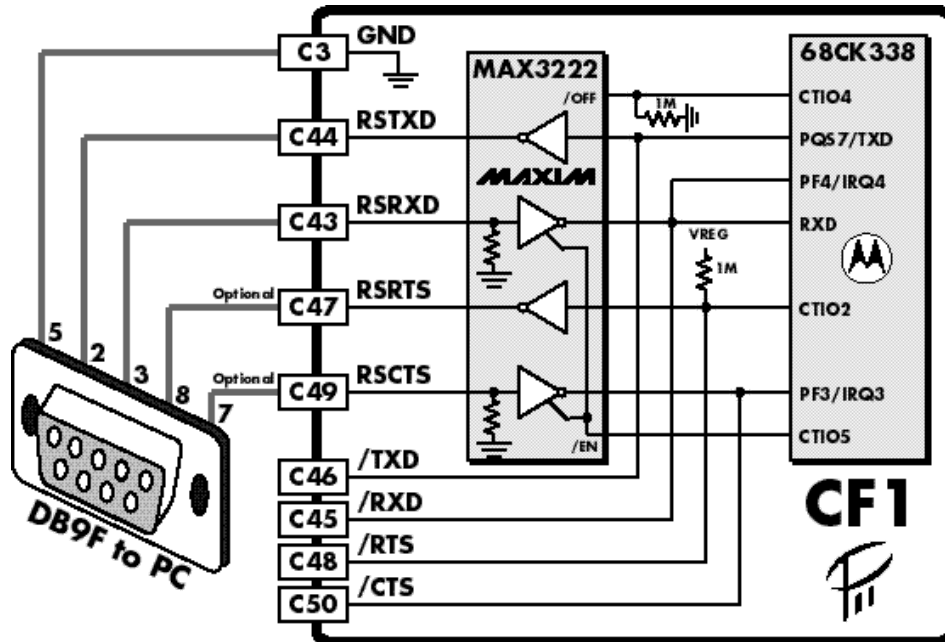 C3 GND
C44 RSTXD
C43 RSRXD
Optional C47 RSRTS
Optional C49 RSCTS
C46 /TXD
C45 /RXD
C48 /RTS
C50 /CTS
5
2
3
8
7
DB9F to PC
MAX3222
/OFF
MAXIM
/EN
1M
VREG
1M
68CK338
CTIO4
PQS7/TXD
PF4/IRQ4
RXD
CTIO2
PF3/IRQ3
CTIO5
CF1